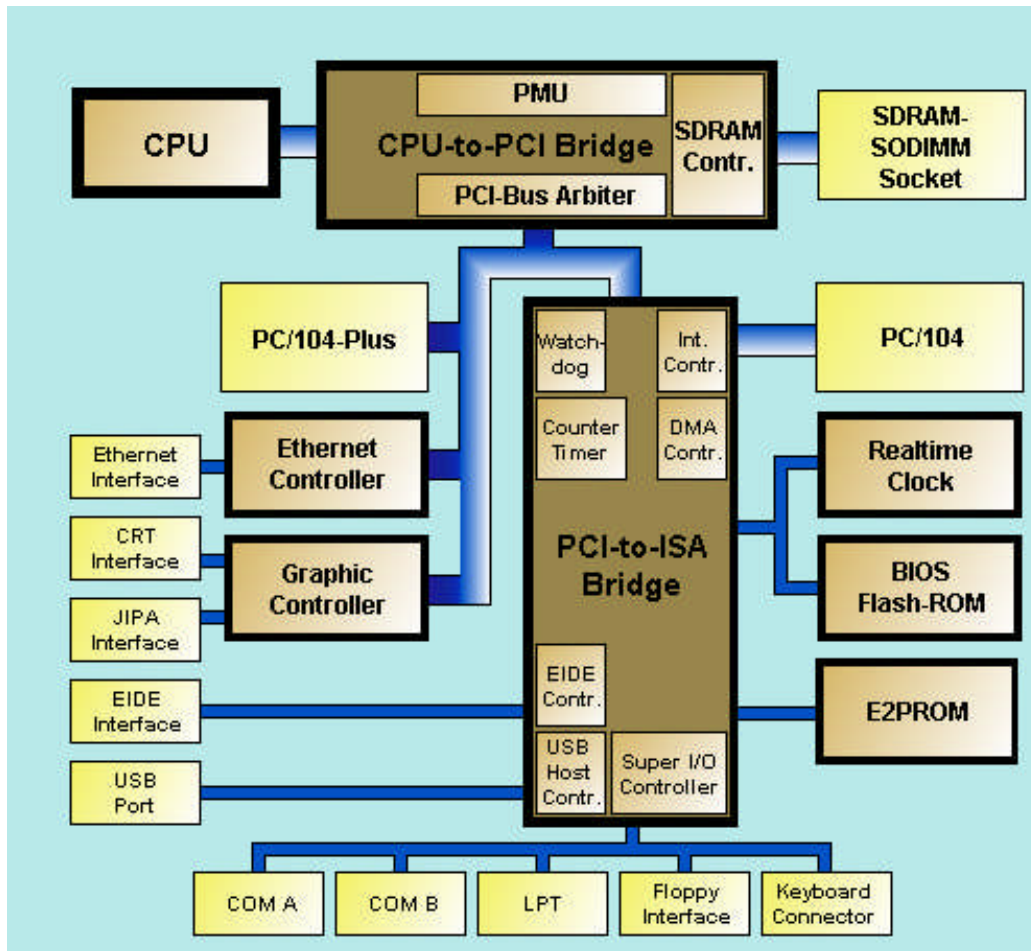 PMU
CPU
CPU-to-PCI Bridge
SDRAM
Contr.
SDRAM-
SODIMM
Socket
PCI-Bus Arbiter
PC/104-Plus
Watch-
dog
Int.
Contr.
PC/104
Counter
Timer
DMA
Contr.
Ethernet
Interface
Ethernet
Controller
Realtime
Clock
CRT
Interface
Graphic
Controller
PCI-to-ISA
Bridge
BIOS
Flash-ROM
JIPA
Interface
EIDE
Interface
EIDE
Contr.
E2PROM
USB
Port
USB
Host
Contr.
Super I/O
Controller
COM A
COM B
LPT
Floppy
Interface
Keyboard
Connector